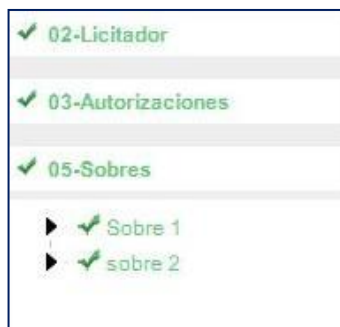 02-Licitador
03-Autorizaciones
05-Sobres
Sobre 1
sobre 2